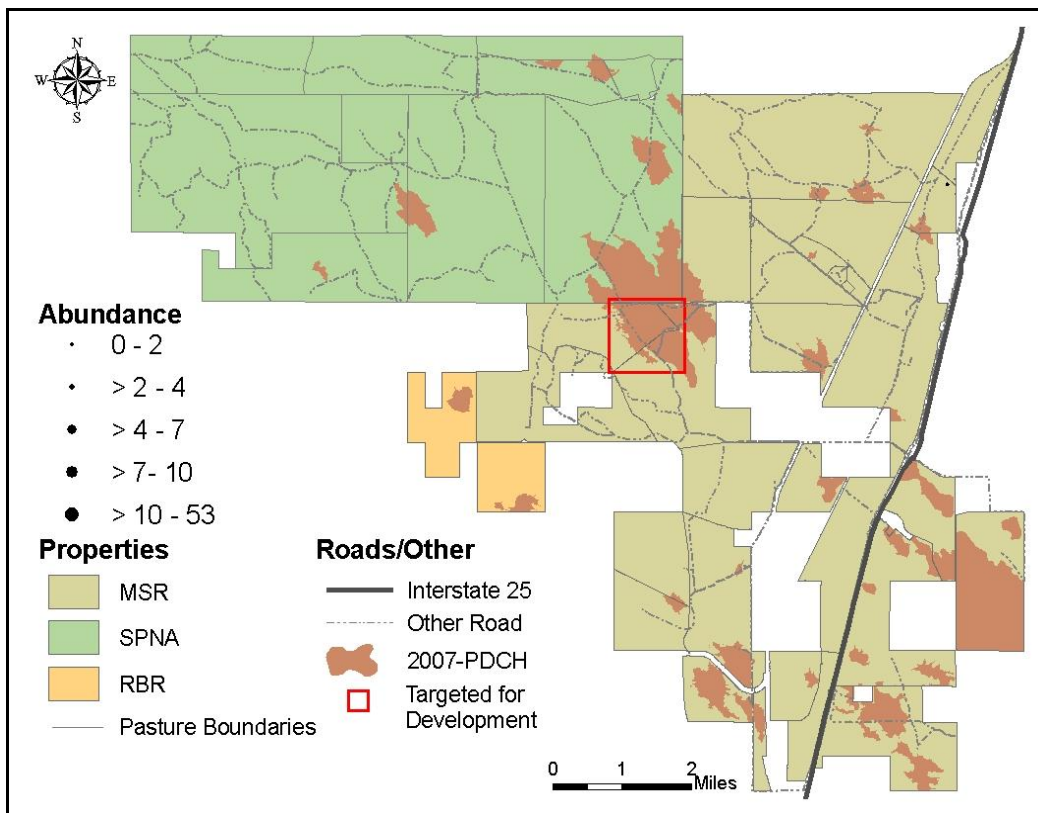 N
W E
S
Abundance
0 - 2
> 2 - 4
> 4 - 7
> 7 - 10
> 10 - 53
Properties
MSR
SPNA
RBR
Pasture Boundaries
Roads/Other
Interstate 25
Other Road
2007-PDCH
Targeted for
Development
0 1 2
Miles